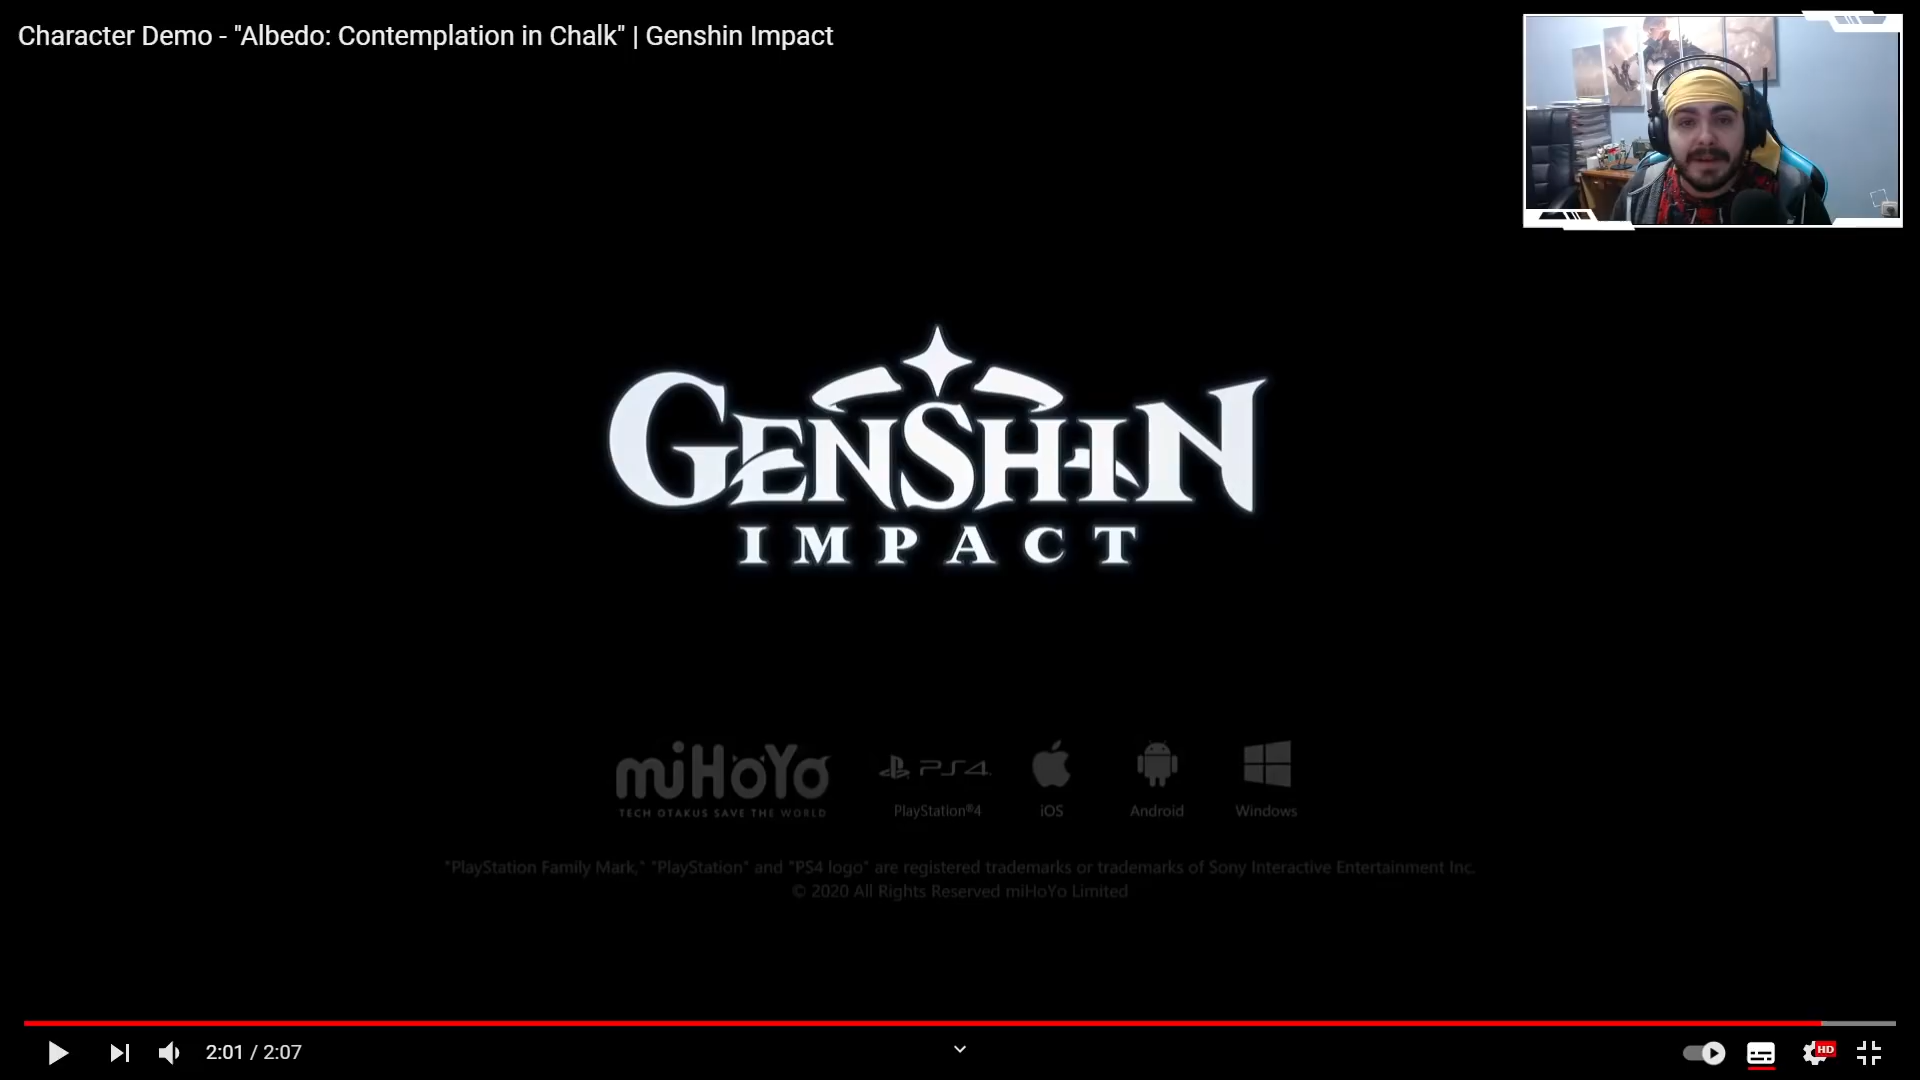 Character Demo - "Albedo: Contemplation in Chalk" | Genshin Impact
GENSHIN
IMPACT
miHoYo
TECH OTAKUS SAVE THE WORLD
PS4
PlayStation®4
iOS
Android
Windows
"PlayStation Family Mark," "PlayStation" and "PS4 logo" are registered trademarks or trademarks of Sony Interactive Entertainment Inc.
© 2020 All Rights Reserved miHoYo Limited
2:01 / 2:07
HD